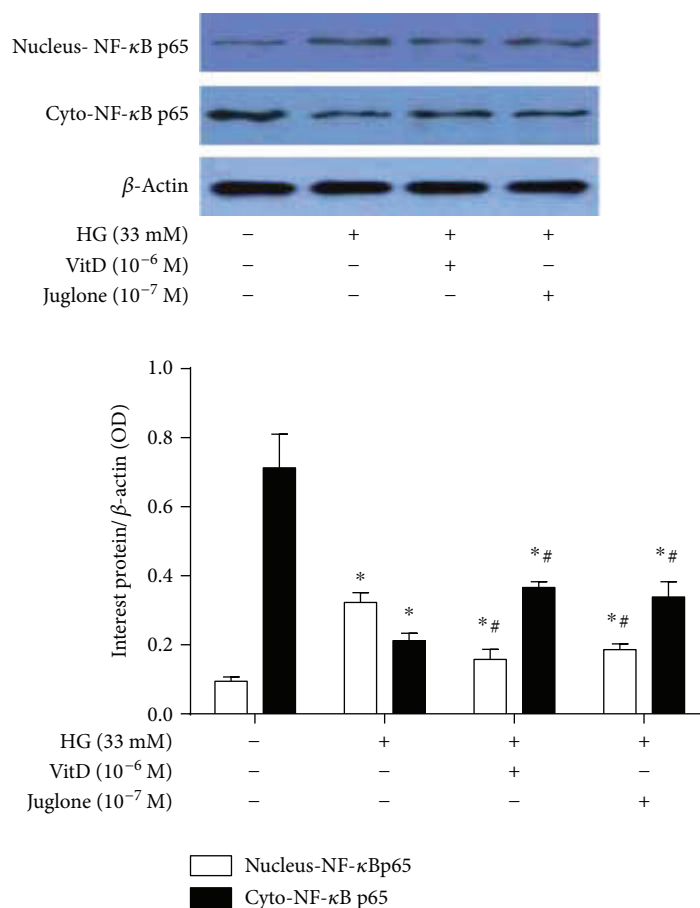 Nucleus- NF-κB p65
Cyto-NF-κB p65
β-Actin
HG (33 mM) − + + +
VitD (10⁻⁶ M) − − + −
Juglone (10⁻⁷ M) − − − +
1.0
0.8
0.6
0.4
0.2
0.0
Interest protein/ β-actin (OD)
* * *# *# *# *#
HG (33 mM) − + + +
VitD (10⁻⁶ M) − − + −
Juglone (10⁻⁷ M) − − − +
Nucleus-NF-κBp65
Cyto-NF-κB p65